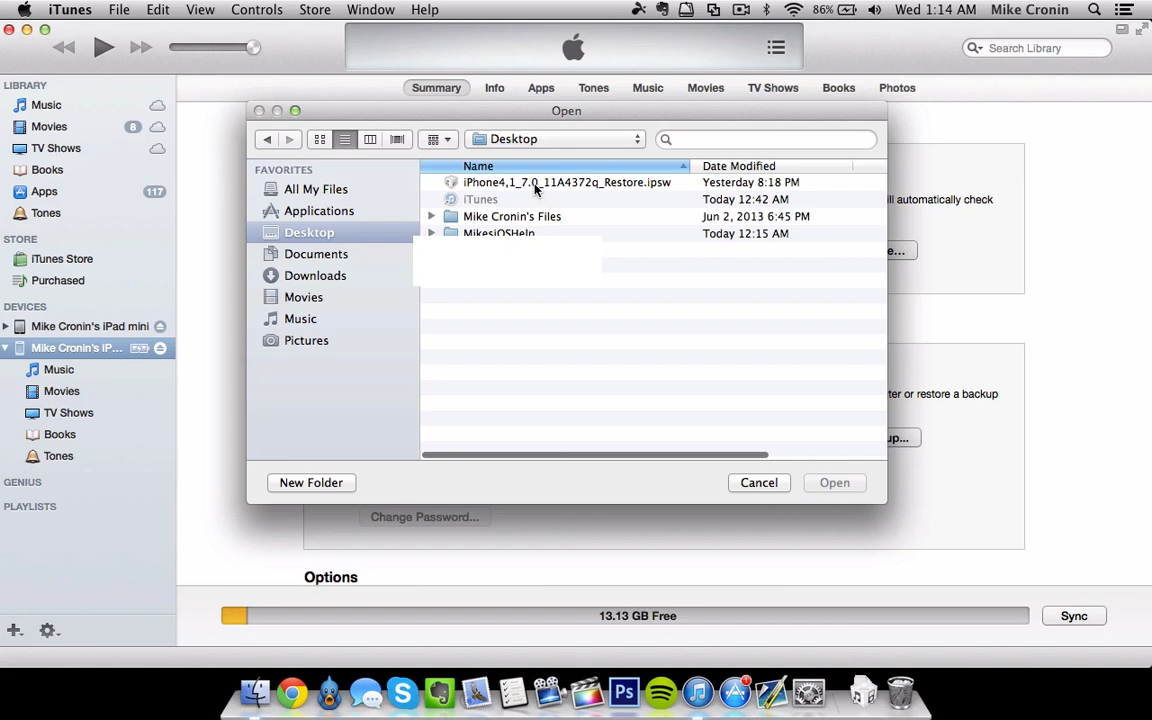 iTunes File Edit View Controls Store Window Help 86% Wed 1:14 AM Mike Cronin
Search Library
LIBRARY
Music
Movies 8
TV Shows
Books
Apps 117
Tones
STORE
iTunes Store
Purchased
DEVICES
Mike Cronin's iPad mini
Mike Cronin's iP...
Music
Movies
TV Shows
Books
Tones
GENIUS
PLAYLISTS
Summary Info Apps Tones Music Movies TV Shows Books Photos
Open
Desktop
FAVORITES
All My Files
Applications
Desktop
Documents
Downloads
Movies
Music
Pictures
Name Date Modified
iPhone4,1_7.0_11A4372q_Restore.ipsw Yesterday 8:18 PM
iTunes Today 12:42 AM
Mike Cronin's Files Jun 2, 2013 6:45 PM
MikesiOSHelp Today 12:15 AM
New Folder Cancel Open
will automatically check
e...
ter or restore a backup
up...
Change Password...
Options
13.13 GB Free
Sync
Ps
1